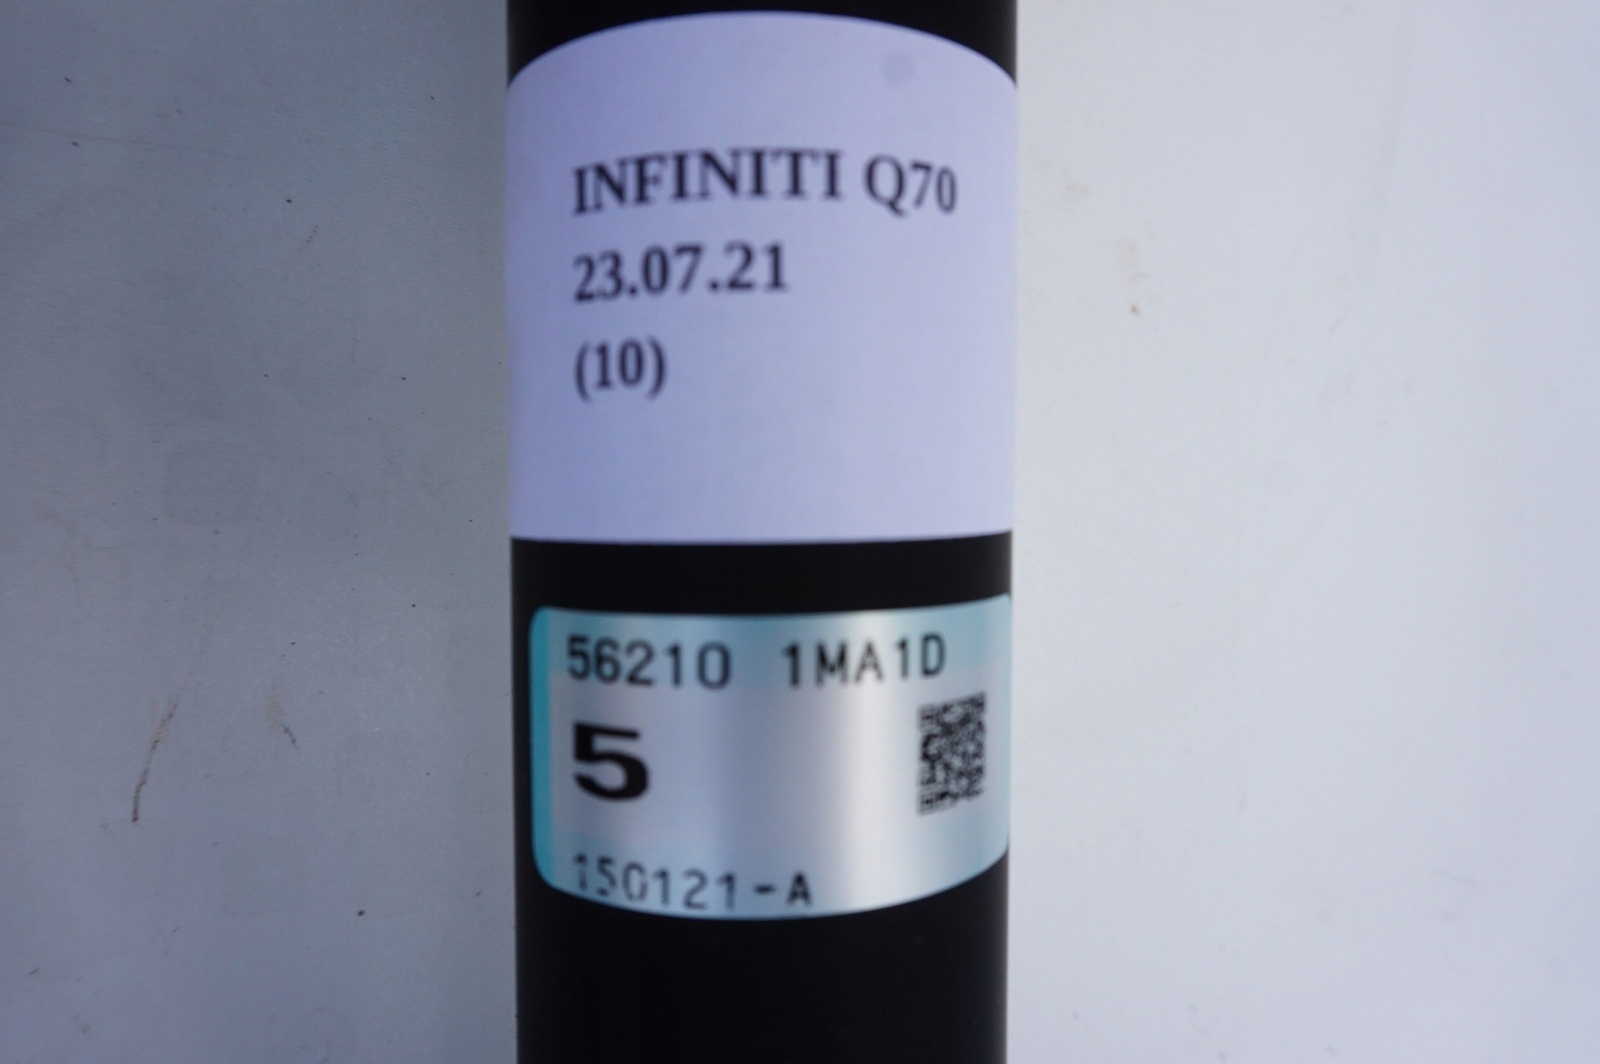 INFINITI Q70
23.07.21
(10)
56210 1MA1D
5
150121-A